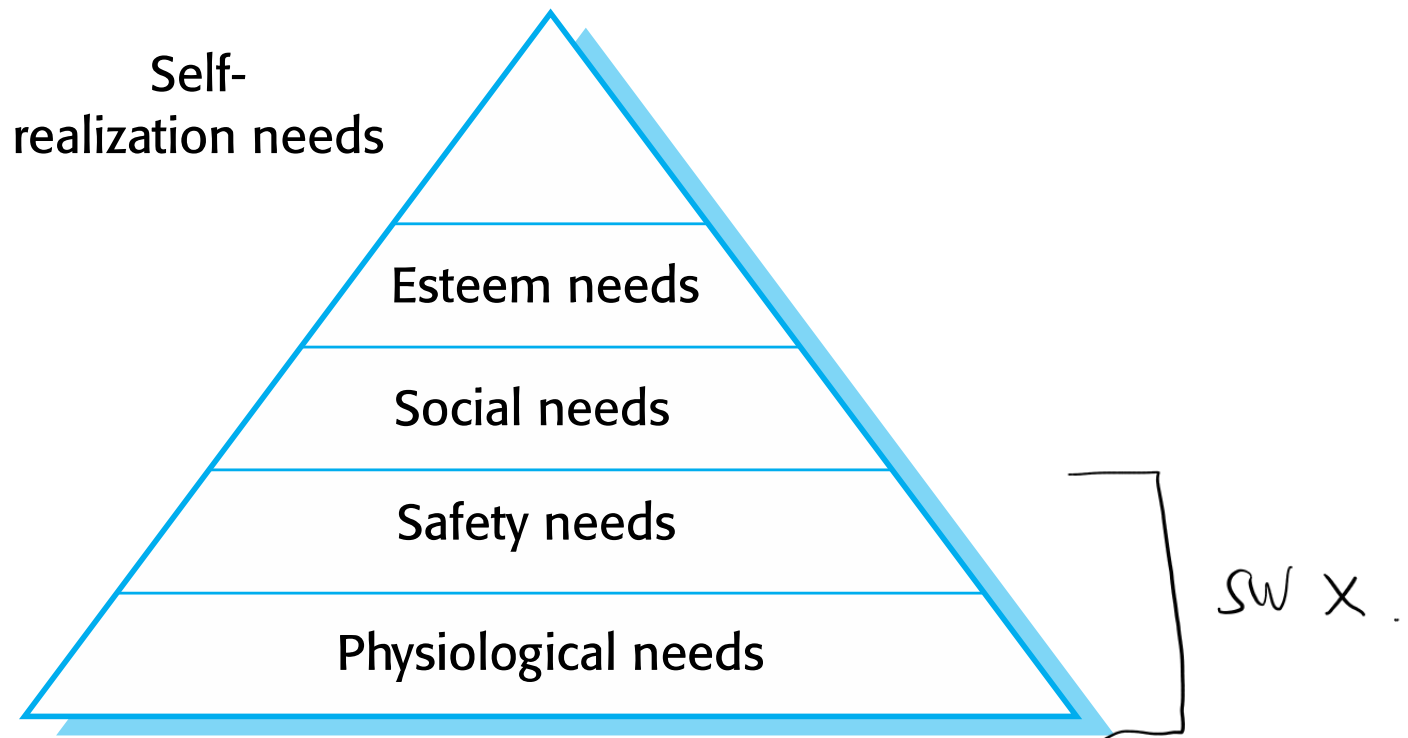 Self-
realization needs
Esteem needs
Social needs
Safety needs
Physiological needs
SW X.